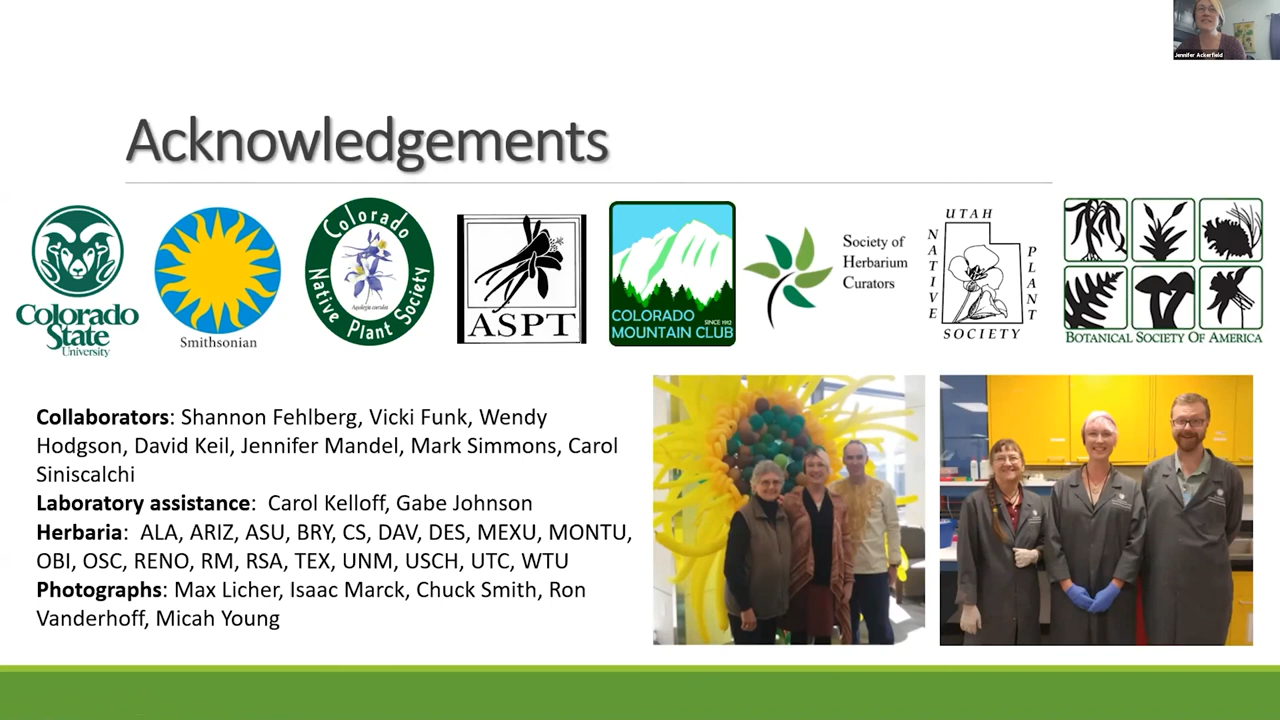 Jennifer Ackerfield
Acknowledgements
Colorado
State
University
Smithsonian
Colorado
Native Plant Society
Aquilegia coerulea
ASPT
COLORADO
SINCE 1912
MOUNTAIN CLUB
Society of
Herbarium
Curators
UTAH
NATIVE
PLANT
SOCIETY
BOTANICAL SOCIETY OF AMERICA
Collaborators: Shannon Fehlberg, Vicki Funk, Wendy
Hodgson, David Keil, Jennifer Mandel, Mark Simmons, Carol
Siniscalchi
Laboratory assistance: Carol Kelloff, Gabe Johnson
Herbaria: ALA, ARIZ, ASU, BRY, CS, DAV, DES, MEXU, MONTU,
OBI, OSC, RENO, RM, RSA, TEX, UNM, USCH, UTC, WTU
Photographs: Max Licher, Isaac Marck, Chuck Smith, Ron
Vanderhoff, Micah Young